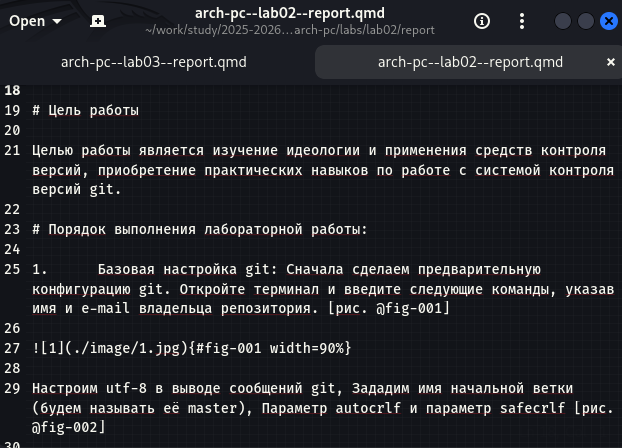 Open
arch-pc--lab02--report.qmd
~/work/study/2025-2026…arch-pc/labs/lab02/report
arch-pc--lab03--report.qmd
arch-pc--lab02--report.qmd
18
19 # Цель работы
20
21 Целью работы является изучение идеологии и применения средств контроля
версий, приобретение практических навыков по работе с системой контроля
версий git.
22
23 # Порядок выполнения лабораторной работы:
24
25 1. Базовая настройка git: Сначала сделаем предварительную
конфигурацию git. Откройте терминал и введите следующие команды, указав
имя и e-mail владельца репозитория. [рис. @fig-001]
26
27 ![1](./image/1.jpg){#fig-001 width=90%}
28
29 Настроим utf-8 в выводе сообщений git, Зададим имя начальной ветки
(будем называть её master), Параметр autocrlf и параметр safecrlf [рис.
@fig-002]
30